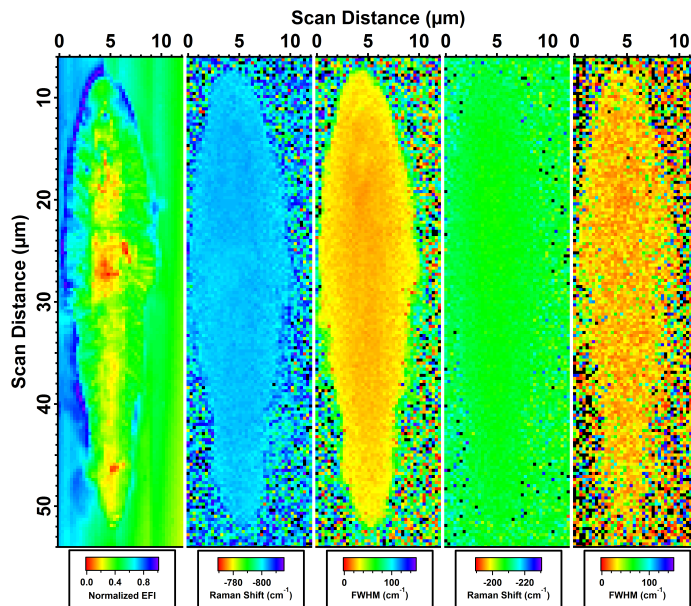 Scan Distance (µm)
0 5 10 0 5 10 0 5 10 0 5 10 0 5 10
Scan Distance (µm)
10
20
30
40
50
0.0 0.4 0.8
Normalized EFI
-780 -800
Raman Shift (cm⁻¹)
0 100
FWHM (cm⁻¹)
-200 -220
Raman Shift (cm⁻¹)
0 100
FWHM (cm⁻¹)